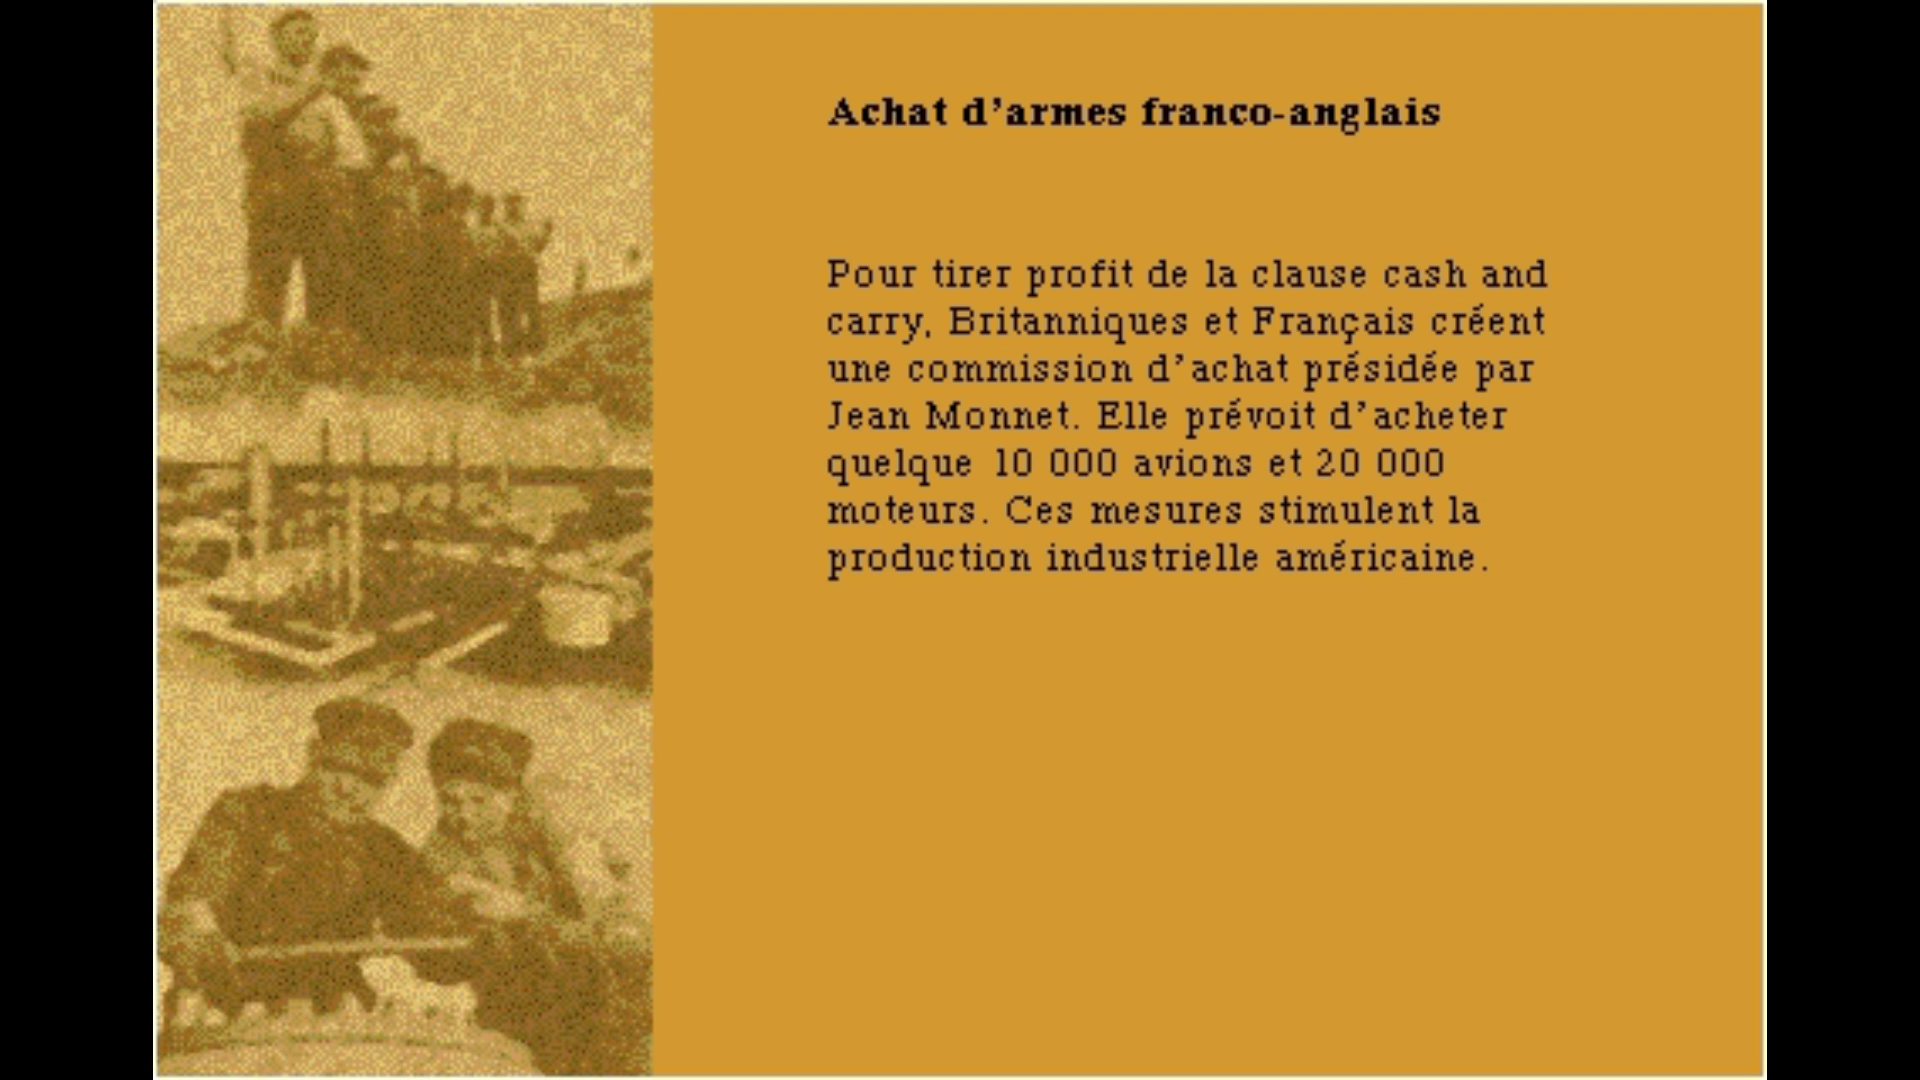 Achat d’armes franco-anglais
Pour tirer profit de la clause cash and
carry, Britanniques et Français créent
une commission d’achat présidée par
Jean Monnet. Elle prévoit d’acheter
quelque 10 000 avions et 20 000
moteurs. Ces mesures stimulent la
production industrielle américaine.